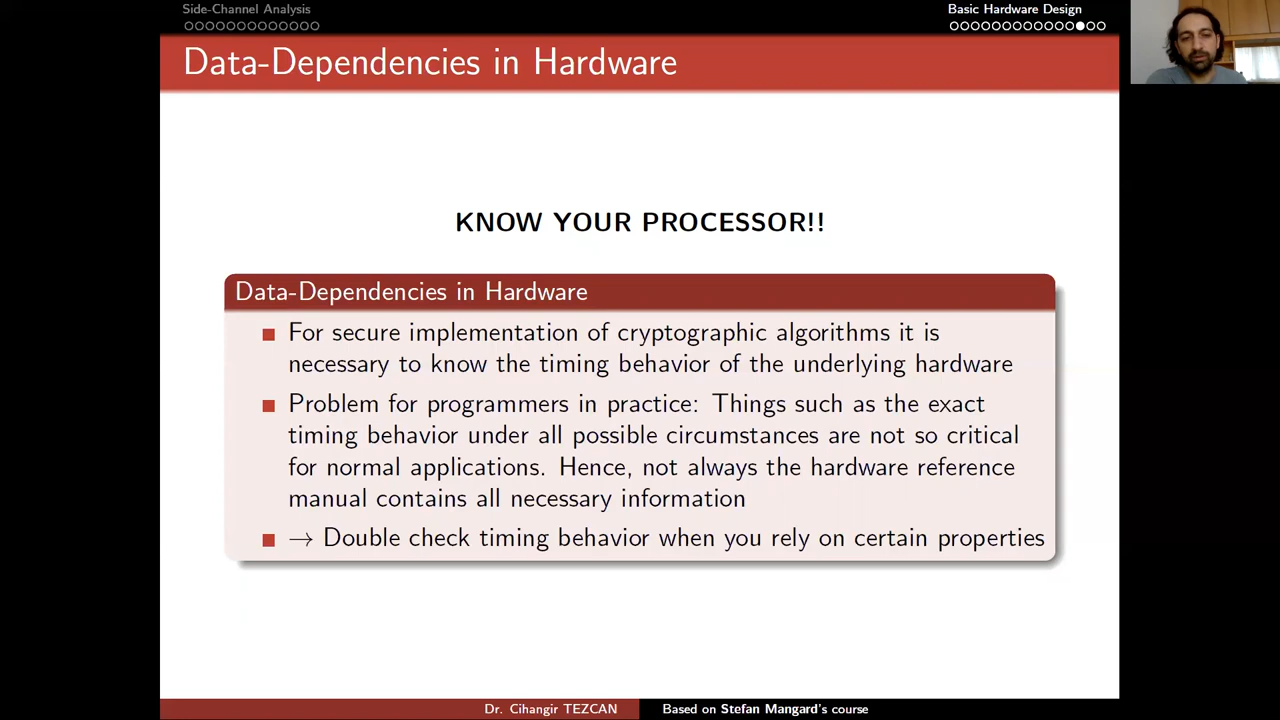 Side-Channel Analysis
Basic Hardware Design
Data-Dependencies in Hardware
KNOW YOUR PROCESSOR!!
Data-Dependencies in Hardware
For secure implementation of cryptographic algorithms it is
necessary to know the timing behavior of the underlying hardware
Problem for programmers in practice: Things such as the exact
timing behavior under all possible circumstances are not so critical
for normal applications. Hence, not always the hardware reference
manual contains all necessary information
→ Double check timing behavior when you rely on certain properties
Dr. Cihangir TEZCAN
Based on Stefan Mangard's course